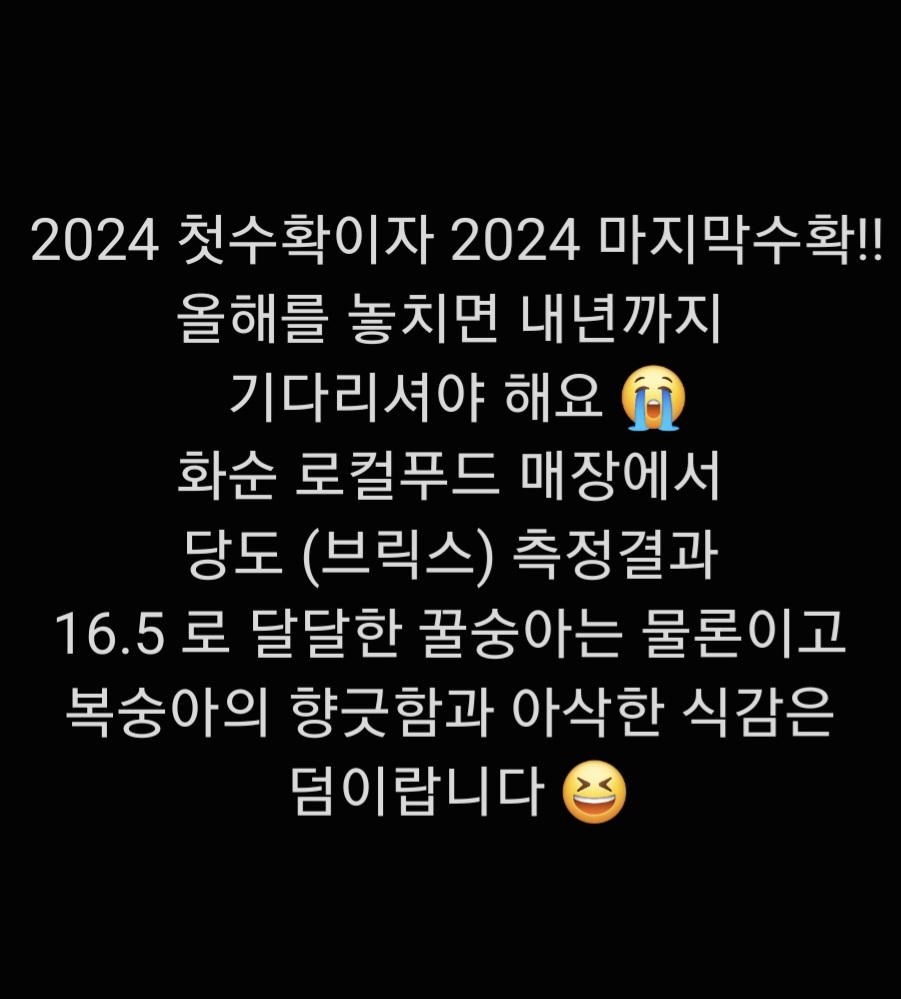 2024 첫수확이자 2024 마지막수확!!
올해를 놓치면 내년까지
기다리셔야 해요 😭
화순 로컬푸드 매장에서
당도 (브릭스) 측정결과
16.5 로 달달한 꿀숭아는 물론이고
복숭아의 향긋함과 아삭한 식감은
덤이랍니다 😆